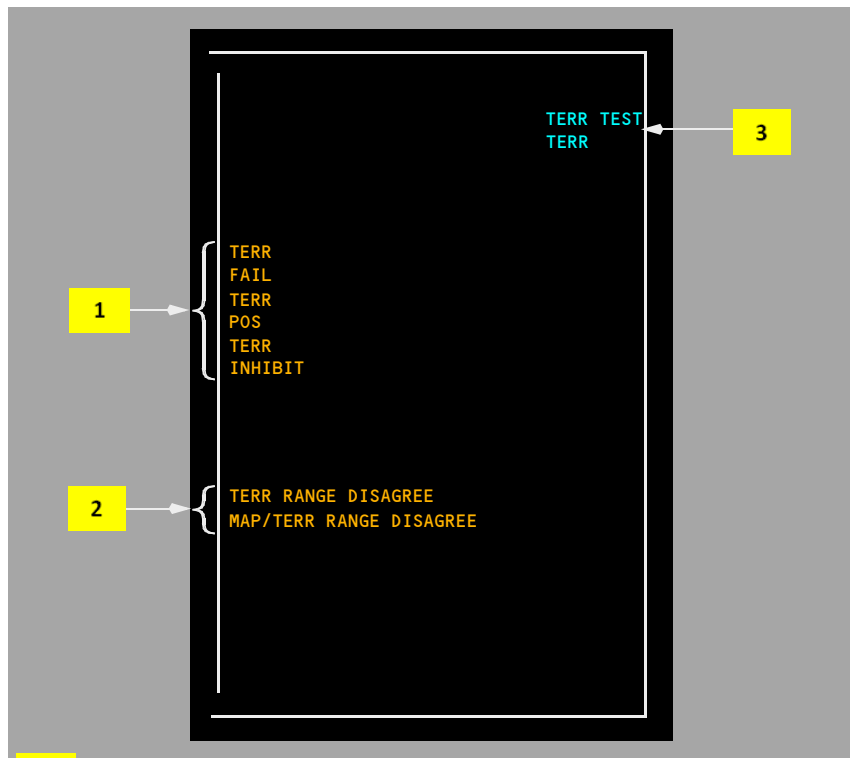 TERR TEST
TERR
3
TERR
FAIL
TERR
POS
TERR
INHIBIT
1
TERR RANGE DISAGREE
MAP/TERR RANGE DISAGREE
2